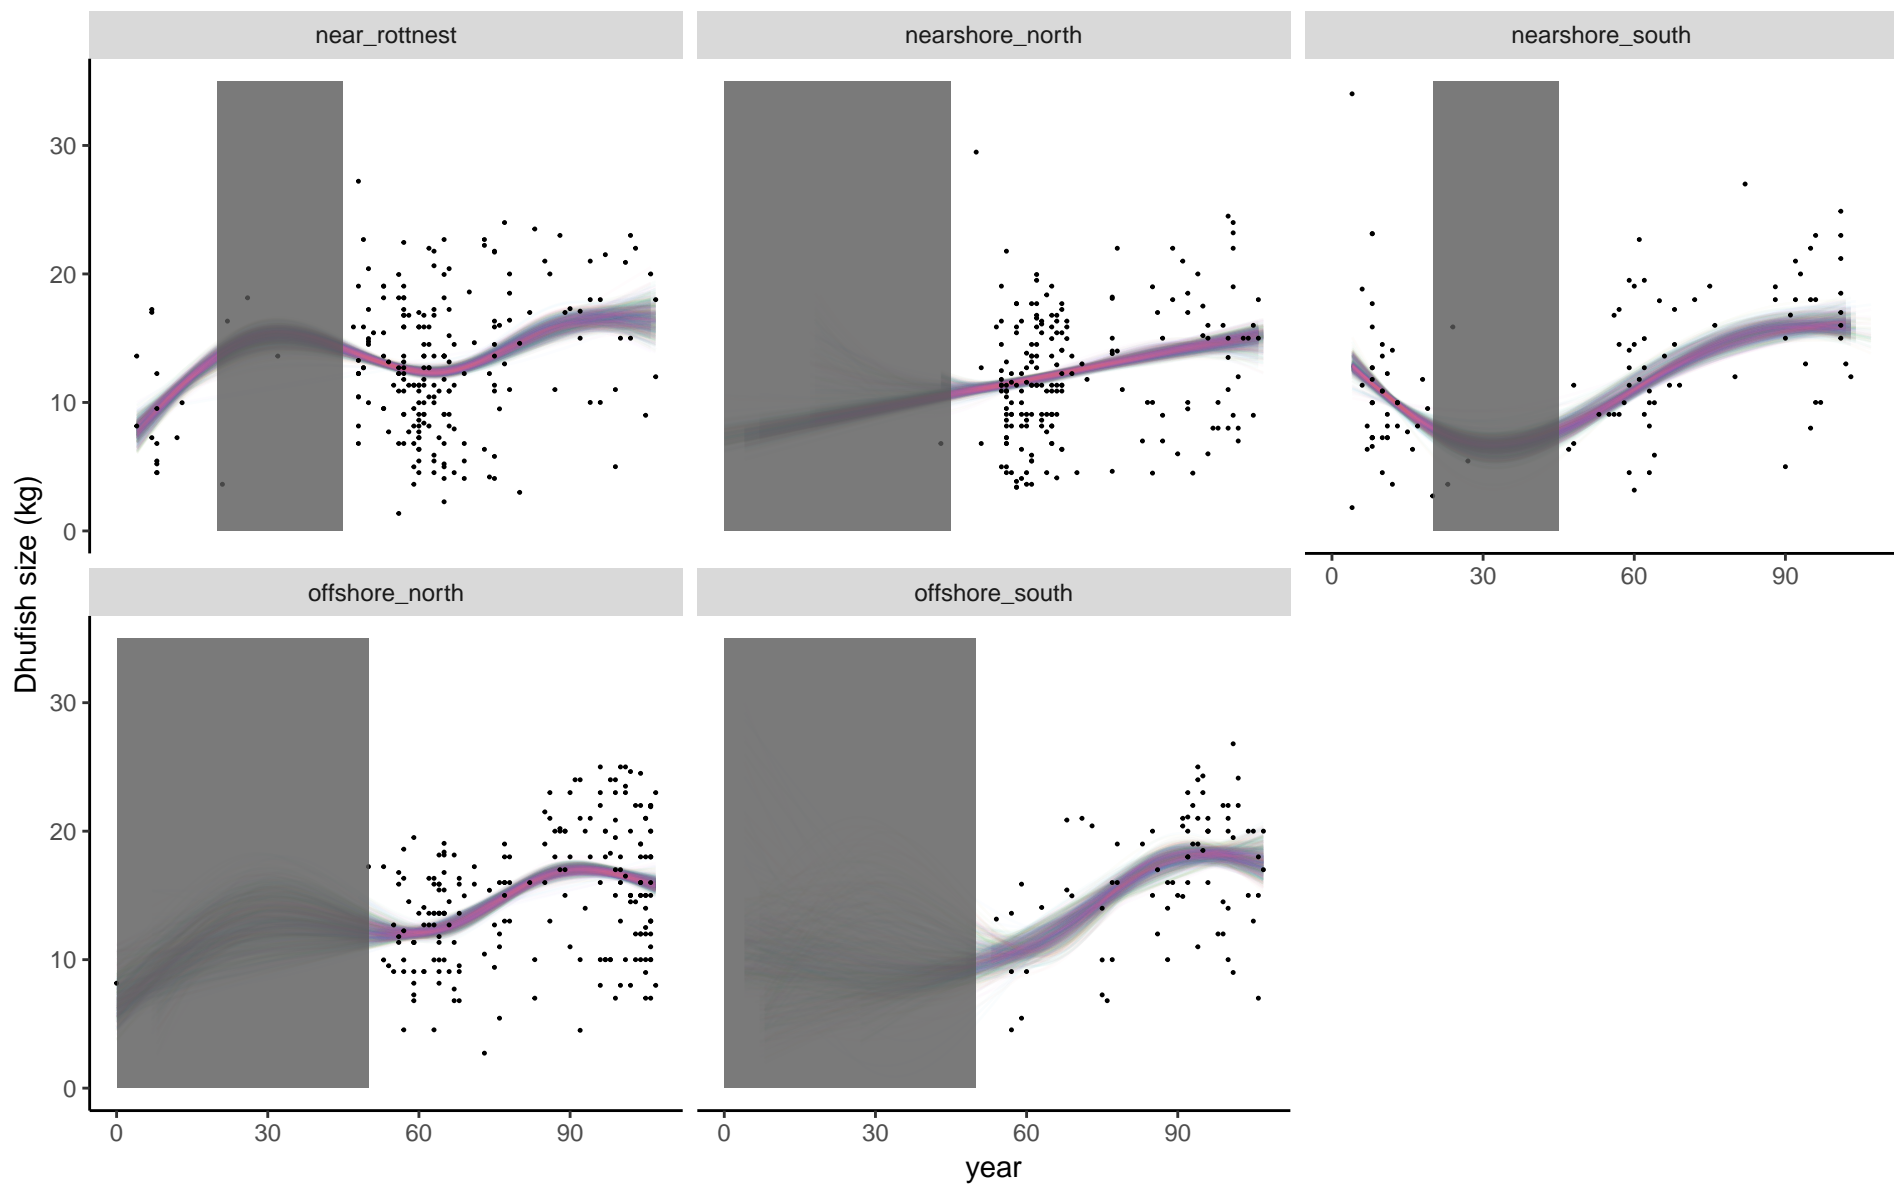 near_rottnest
nearshore_north
nearshore_south
30
20
10
0
0 30 60 90
offshore_north
offshore_south
30
20
10
0
0 30 60 90
0 30 60 90
Dhufish size (kg)
year